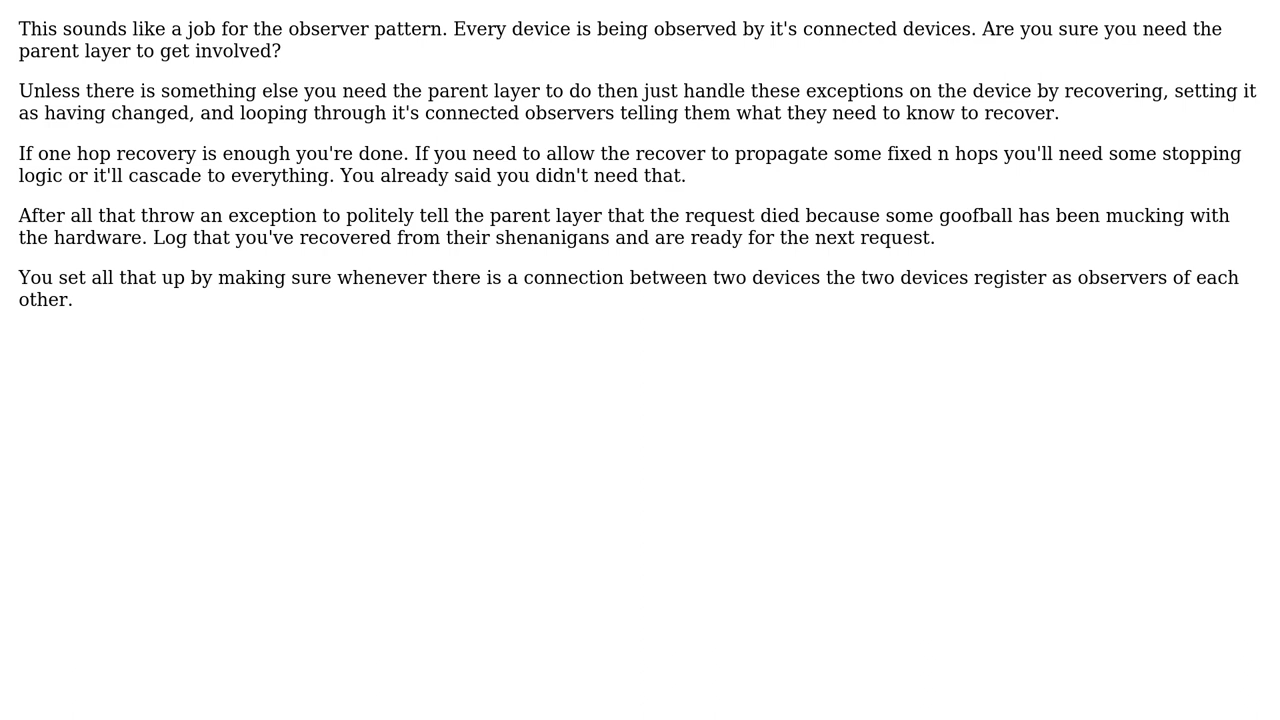 This sounds like a job for the observer pattern. Every device is being observed by it's connected devices. Are you sure you need the
parent layer to get involved?
Unless there is something else you need the parent layer to do then just handle these exceptions on the device by recovering, setting it
as having changed, and looping through it's connected observers telling them what they need to know to recover.
If one hop recovery is enough you're done. If you need to allow the recover to propagate some fixed n hops you'll need some stopping
logic or it'll cascade to everything. You already said you didn't need that.
After all that throw an exception to politely tell the parent layer that the request died because some goofball has been mucking with
the hardware. Log that you've recovered from their shenanigans and are ready for the next request.
You set all that up by making sure whenever there is a connection between two devices the two devices register as observers of each
other.